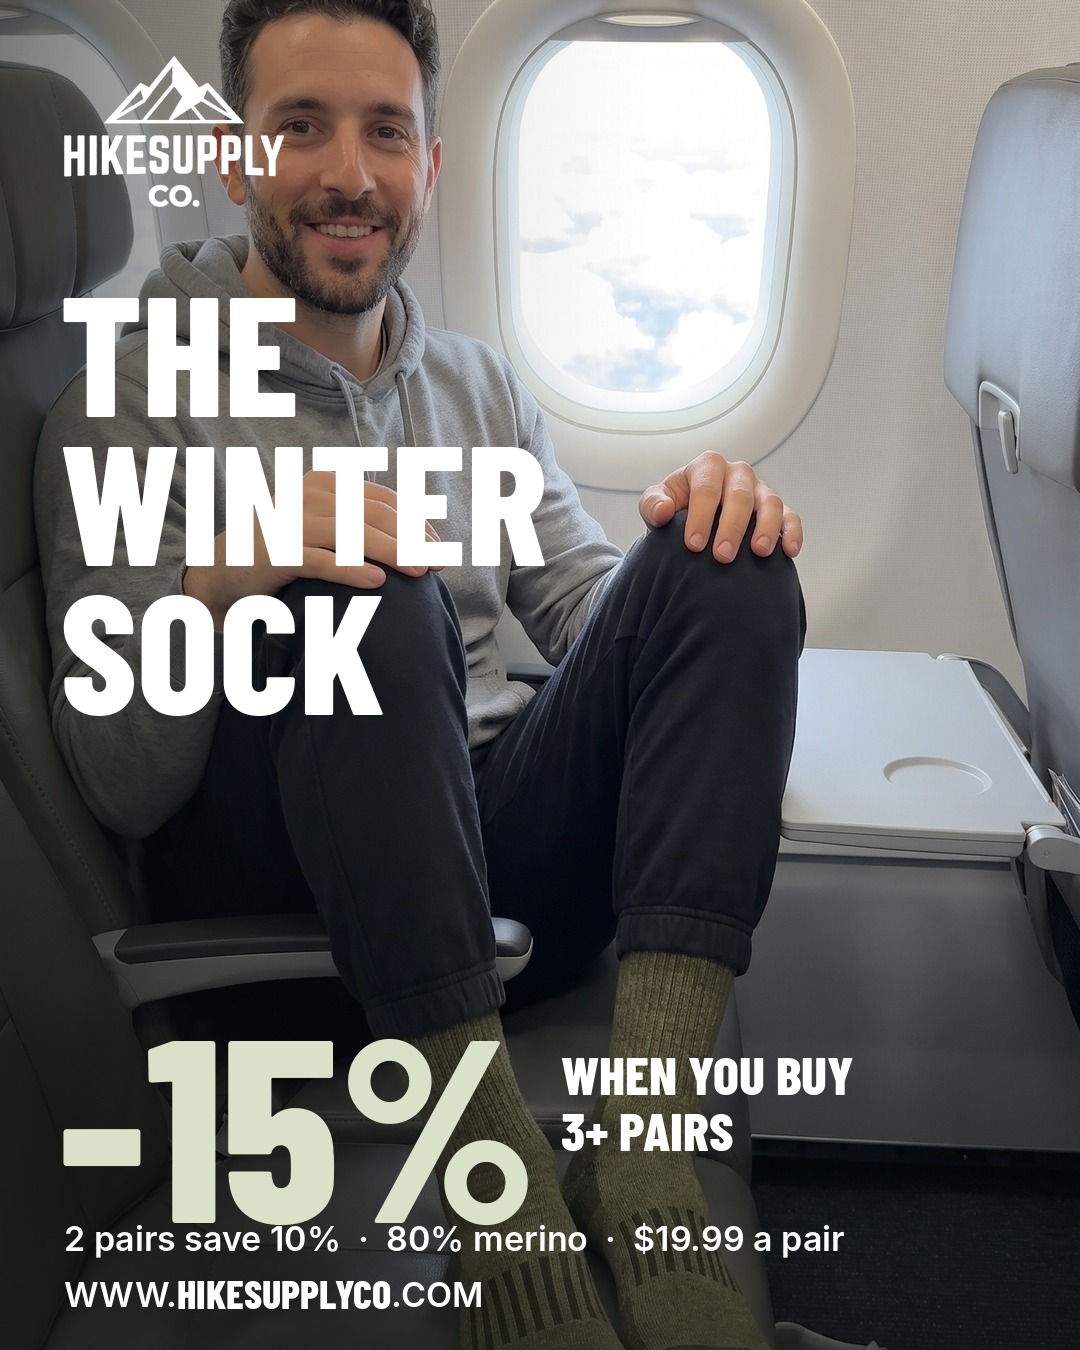 HIKESUPPLY
CO.
THE
WINTER
SOCK
-15%
WHEN YOU BUY
3+ PAIRS
2 pairs save 10% · 80% merino · $19.99 a pair
WWW.HIKESUPPLYCO.COM